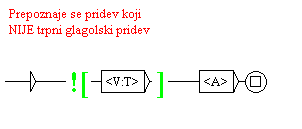 Prepoznaje se pridev koji
NIJE trpni glagolski pridev
![ <V:T> ] <A>